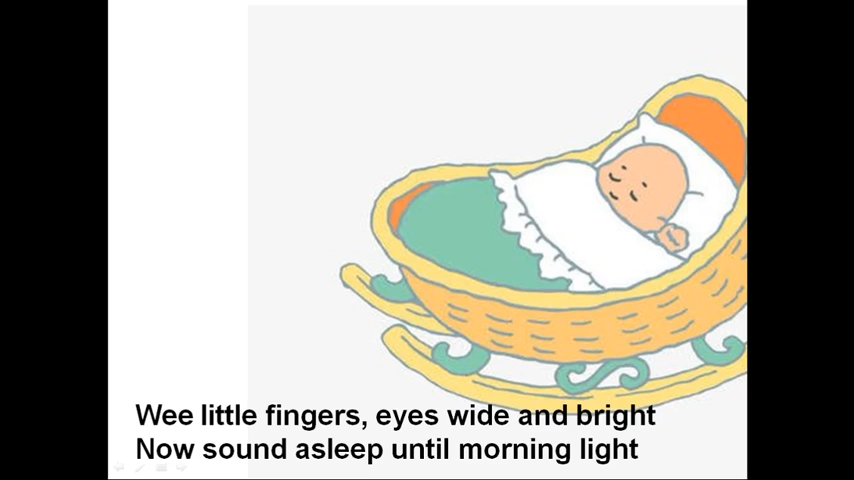 Wee little fingers, eyes wide and bright
Now sound asleep until morning light